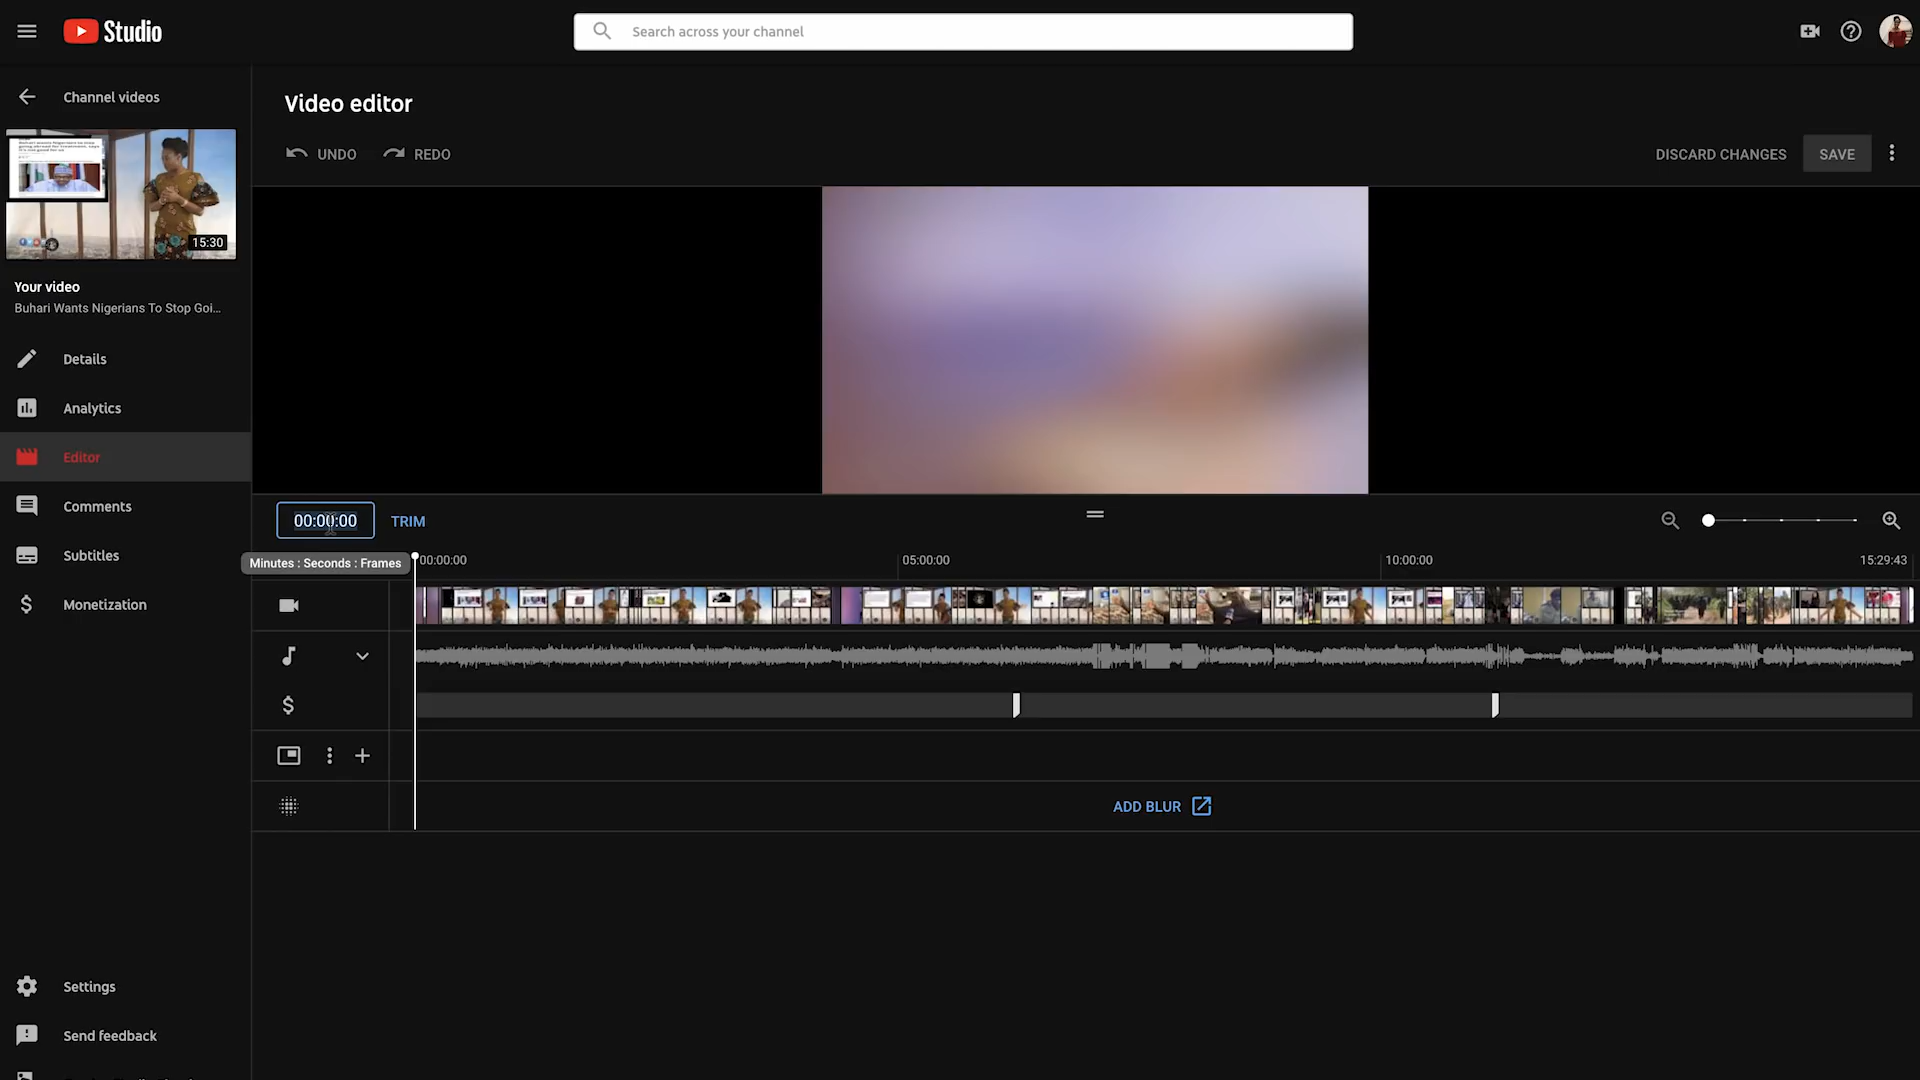 Studio
Search across your channel
Channel videos
Video editor
UNDO
REDO
DISCARD CHANGES
SAVE
15:30
Your video
Buhari Wants Nigerians To Stop Goi...
Details
Analytics
Editor
Comments
Subtitles
Monetization
00:00:00
TRIM
Minutes : Seconds : Frames
00:00:00
05:00:00
10:00:00
15:29:43
ADD BLUR
Settings
Send feedback